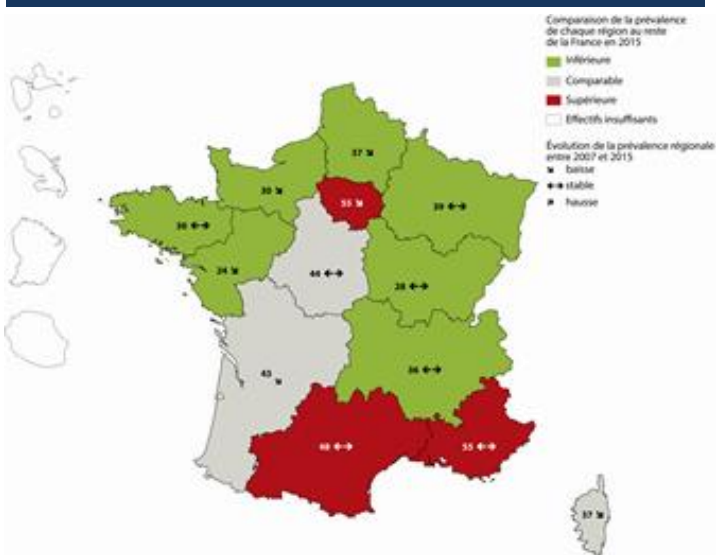 Comparaison de la prévalence
de chaque région au reste
de la France en 2015
Inférieure
Comparable
Supérieure
Effectifs insuffisants
Évolution de la prévalence régionale
entre 2007 et 2015
↘ baisse
↔ stable
↗ hausse
37 ↘
30 ↘
↘
39 ↔
↔
24 ↘
44 ↔
28 ↔
43 ↘
36 ↔
48 ↔
55 ↔
37 ↘